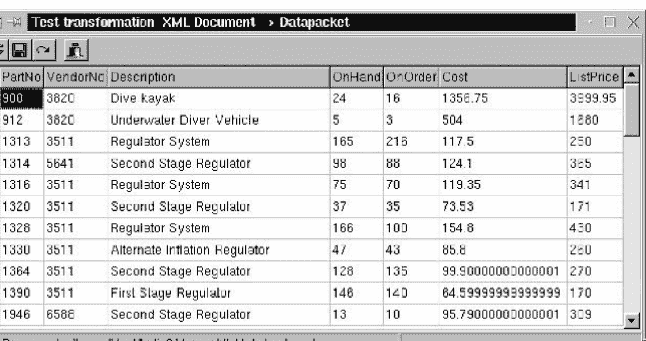 Test transformation XML Document -> Datapacket
PartNo VendorNo Description OnHand OnOrder Cost ListPrice
900 3820 Dive kayak 24 16 1356.75 3999.95
912 3820 Underwater Diver Vehicle 5 3 504 1680
1313 3511 Regulator System 165 216 117.5 250
1314 5641 Second Stage Regulator 98 88 124.1 365
1316 3511 Regulator System 75 70 119.35 341
1320 3511 Second Stage Regulator 37 35 73.53 171
1328 3511 Regulator System 166 100 154.8 430
1330 3511 Alternate Inflation Regulator 47 43 85.8 260
1364 3511 Second Stage Regulator 128 135 99.90000000000001 270
1390 3511 First Stage Regulator 146 140 64.59999999999999 170
1946 6588 Second Stage Regulator 13 10 95.79000000000001 309